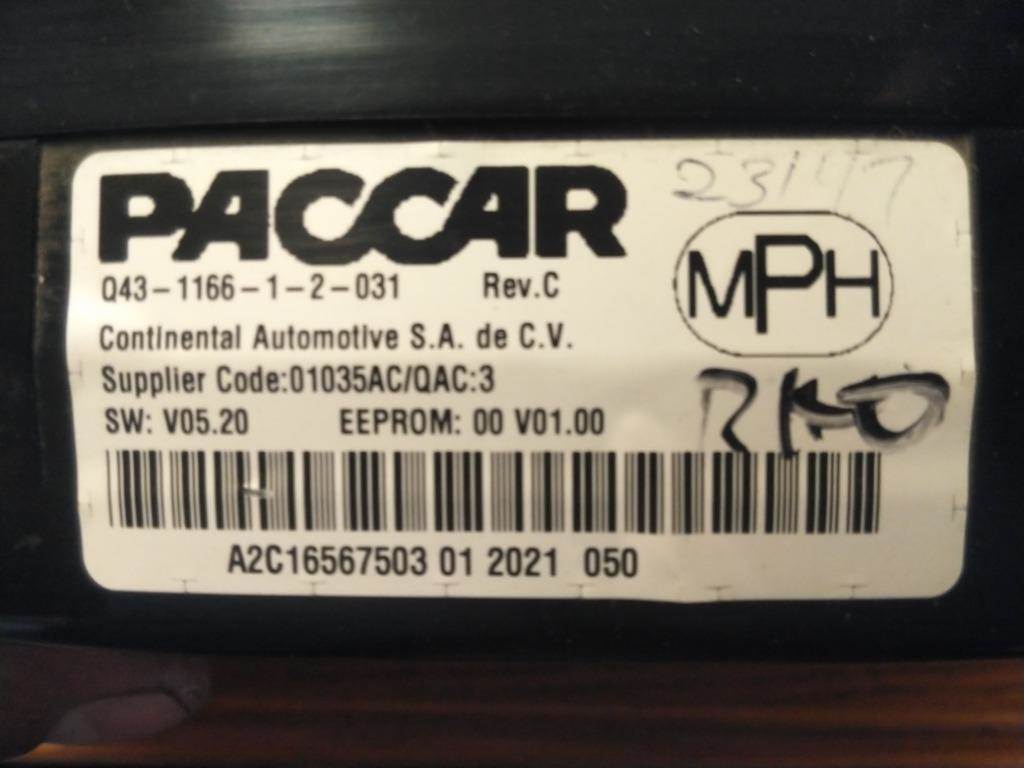 PACCAR
Q43-1166-1-2-031 Rev.C
MPH
Continental Automotive S.A. de C.V.
Supplier Code:01035AC/QAC:3
SW: V05.20 EEPROM: 00 V01.00
A2C16567503 01 2021 050